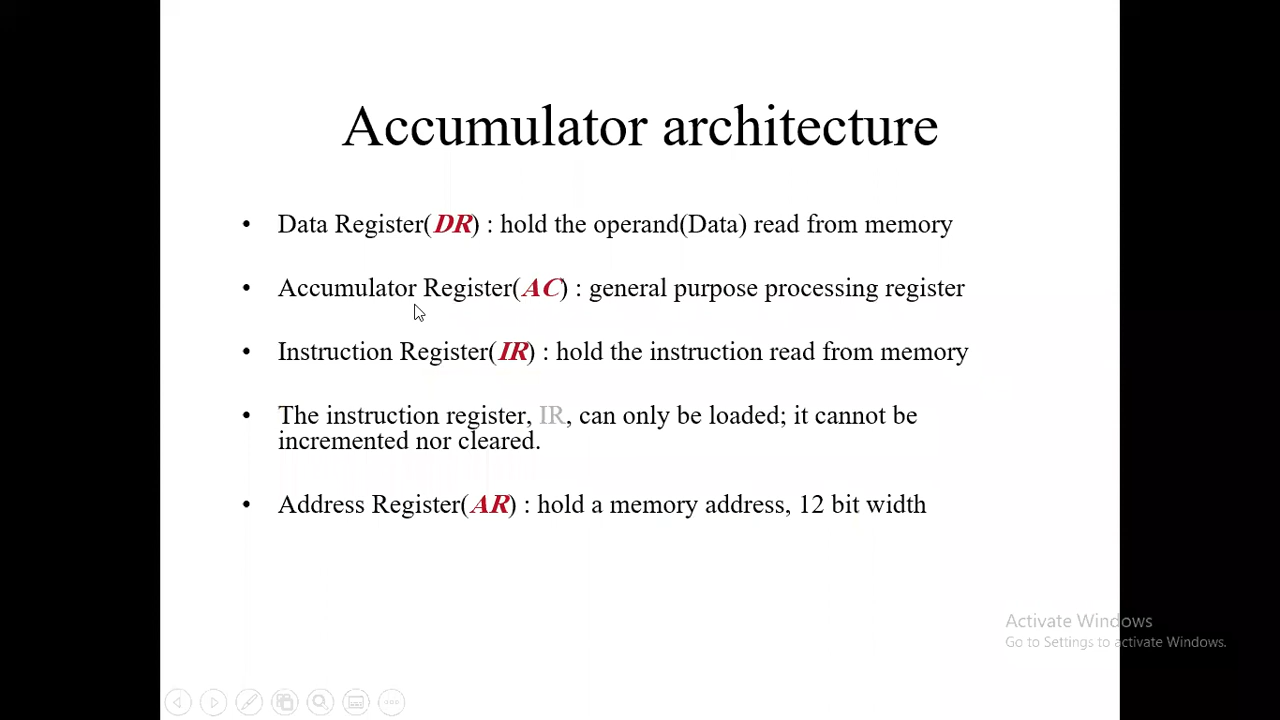 Accumulator architecture
• Data Register(DR) : hold the operand(Data) read from memory
• Accumulator Register(AC) : general purpose processing register
• Instruction Register(IR) : hold the instruction read from memory
• The instruction register, IR, can only be loaded; it cannot be
incremented nor cleared.
• Address Register(AR) : hold a memory address, 12 bit width
Activate Windows
Go to Settings to activate Windows.